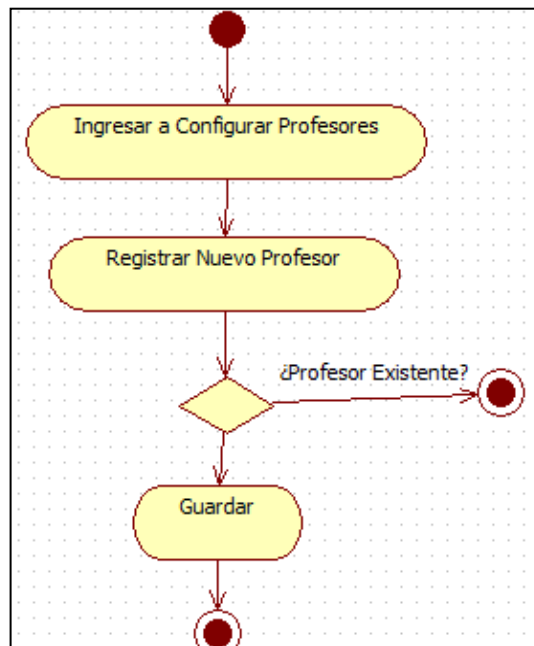 Ingresar a Configurar Profesores
Registrar Nuevo Profesor
¿Profesor Existente?
Guardar